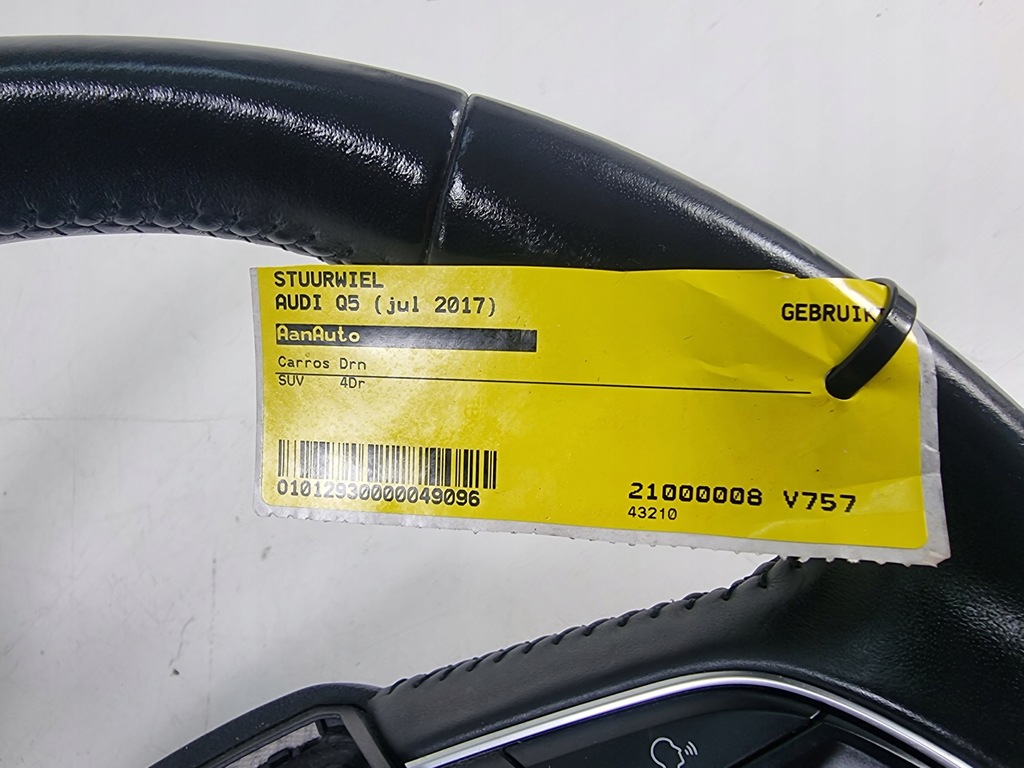 STUURWIEL
AUDI Q5 (jul 2017)
GEBRUIK
AanAuto
Carros Drn
SUV 4Dr
01012930000049096
21000008 V757
43210